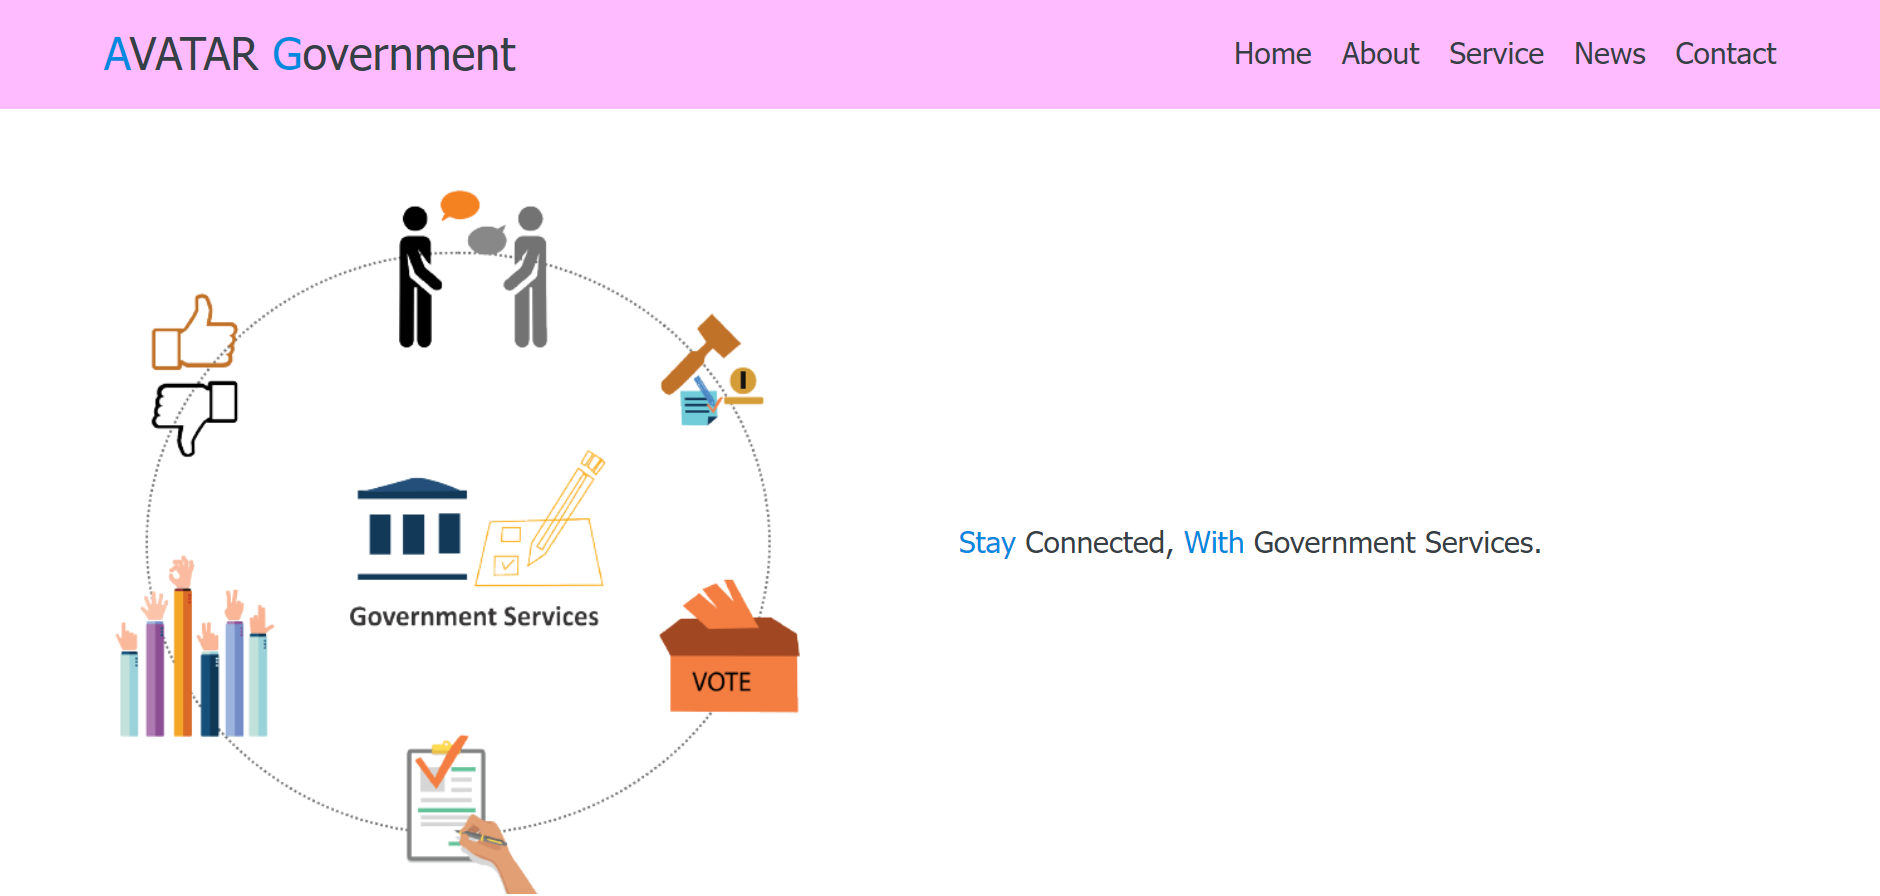 AVATAR Government
Home About Service News Contact
Government Services
VOTE
Stay Connected, With Government Services.